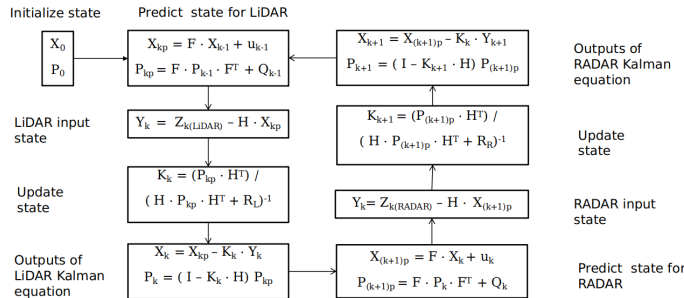 Initialize state
Predict state for LiDAR
X₀
P₀
Xₖₚ = F · Xₖ₋₁ + uₖ₋₁
Pₖₚ = F · Pₖ₋₁ · Fᵀ + Qₖ₋₁
LiDAR input
state
Yₖ = Zₖ₍LiDAR₎ – H · Xₖₚ
Update
state
Kₖ = (Pₖₚ · Hᵀ) /
( H · Pₖₚ · Hᵀ + R_L)⁻¹
Outputs of
LiDAR Kalman
equation
Xₖ = Xₖₚ – Kₖ · Yₖ
Pₖ = ( I – Kₖ · H) Pₖₚ
X₍ₖ₊₁₎ₚ = F · Xₖ + uₖ
P₍ₖ₊₁₎ₚ = F · Pₖ · Fᵀ + Qₖ
Predict state for
RADAR
Yₖ= Zₖ₍RADAR₎ – H · X₍ₖ₊₁₎ₚ
RADAR input
state
Kₖ₊₁ = (P₍ₖ₊₁₎ₚ · Hᵀ) /
( H · P₍ₖ₊₁₎ₚ · Hᵀ + R_R)⁻¹
Update
state
Xₖ₊₁ = X₍ₖ₊₁₎ₚ – Kₖ · Yₖ₊₁
Pₖ₊₁ = ( I – Kₖ₊₁ · H) P₍ₖ₊₁₎ₚ
Outputs of
RADAR Kalman
equation